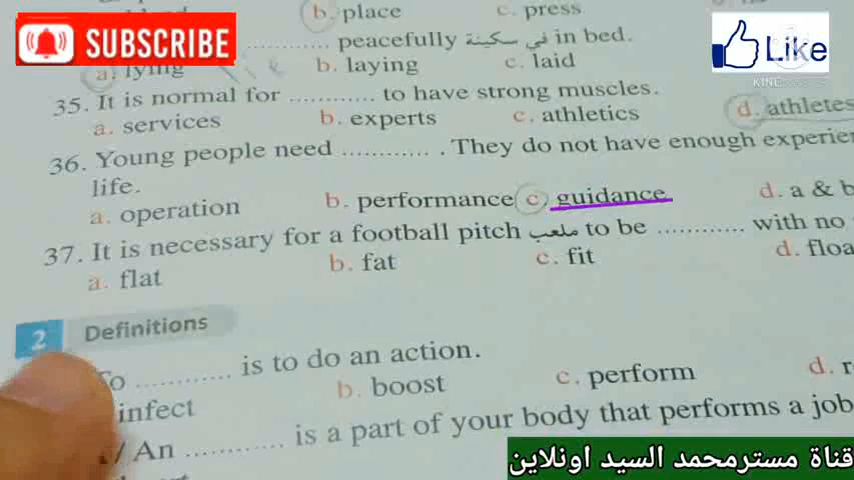 b. place c. press
SUBSCRIBE
Like
............ peacefully في سكينة in bed.
KINE
a. lying b. laying c. laid
35. It is normal for ............ to have strong muscles.
a. services b. experts c. athletics d. athletes
36. Young people need ............ . They do not have enough
life.
a. operation b. performance c guidance d. a & b
37. It is necessary for a football pitch ملعب to be ............ with no
a. flat b. fat c. fit d.
2 Definitions
............ is to do an action.
infect b. boost c. perform d.
/ An ............ is a part of your body that performs a job
قناة مسترمحمد السيد اونلاين